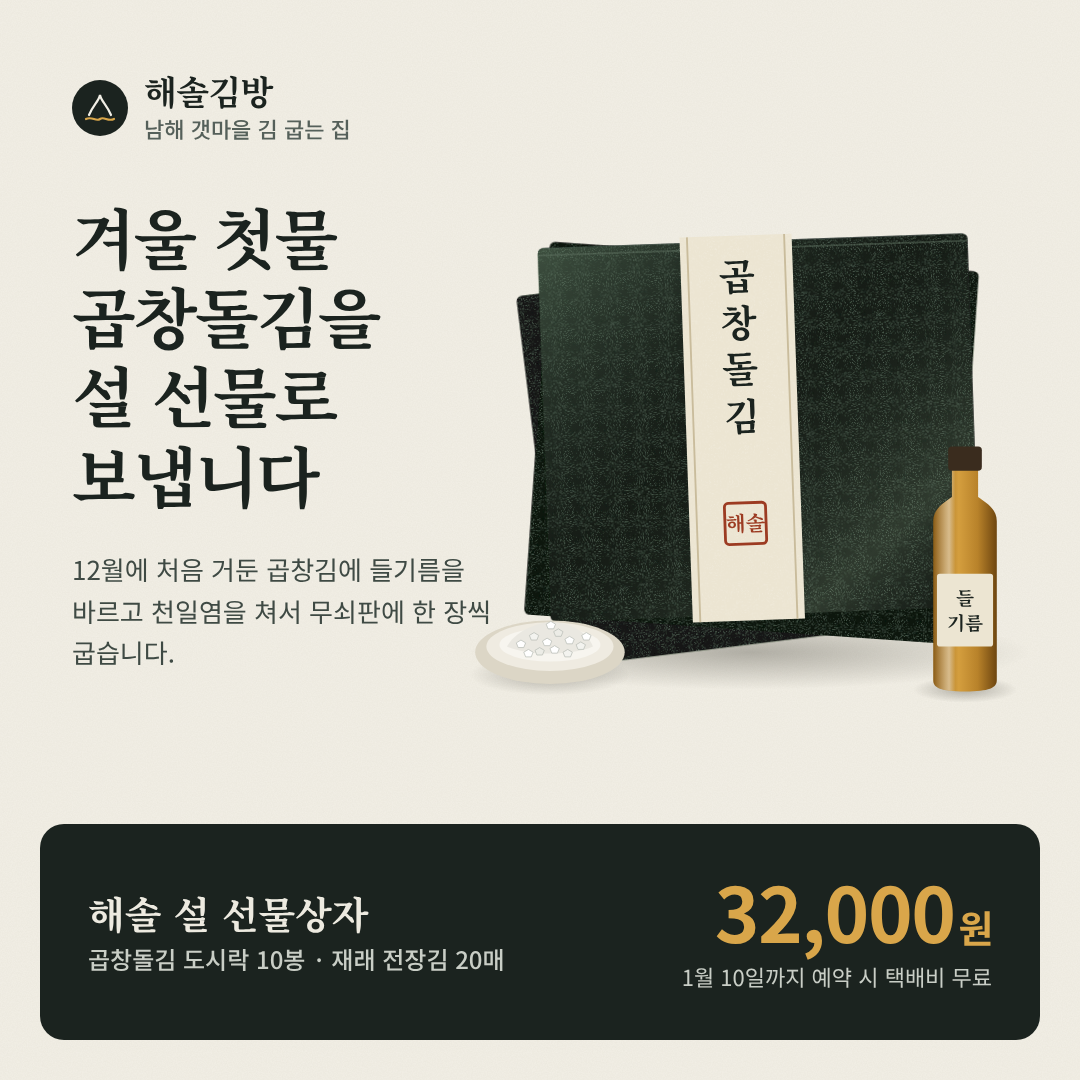 해솔김방
남해 갯마을 김 굽는 집
겨울 첫물
곱창돌김을
설 선물로
보냅니다
12월에 처음 거둔 곱창김에 들기름을
바르고 천일염을 쳐서 무쇠판에 한 장씩
굽습니다.
곱창돌김
해솔
들
기름
해솔 설 선물상자
곱창돌김 도시락 10봉 · 재래 전장김 20매
32,000원
1월 10일까지 예약 시 택배비 무료